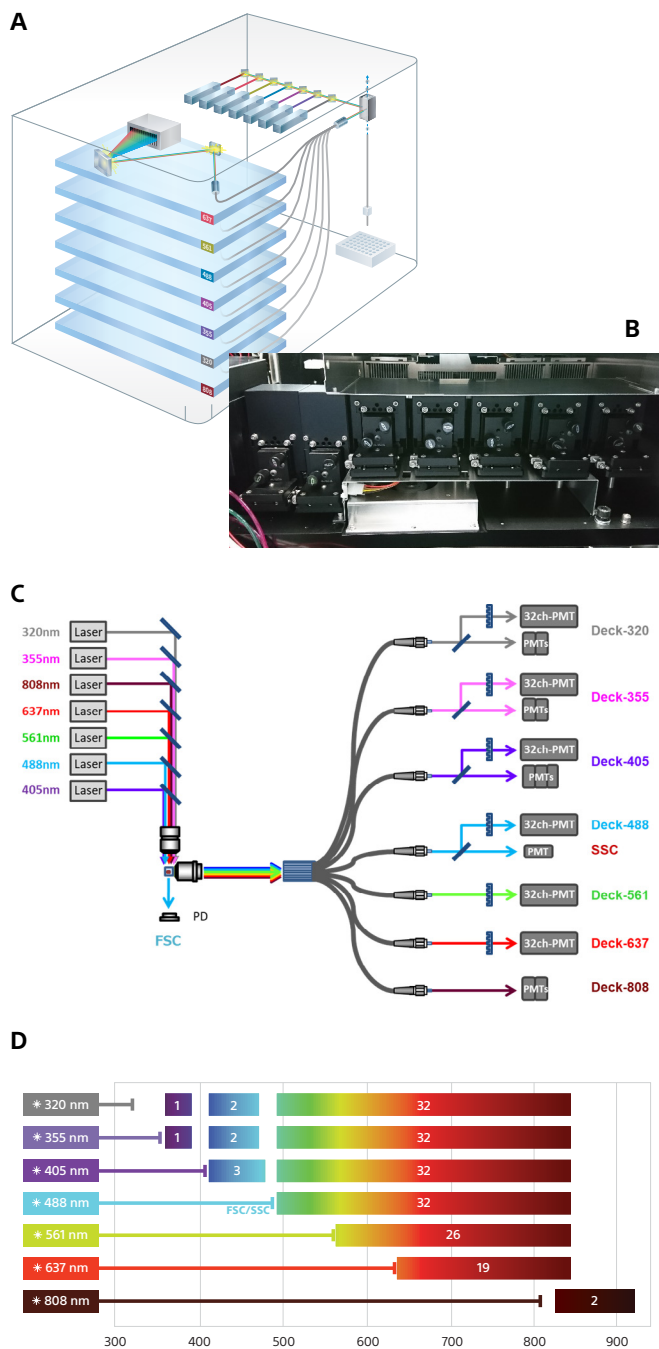 A
637
561
488
405
355
320
808
B
C
320nm Laser
355nm Laser
808nm Laser
637nm Laser
561nm Laser
488nm Laser
405nm Laser
PD
FSC
32ch-PMT
PMTs
Deck-320
32ch-PMT
PMTs
Deck-355
32ch-PMT
PMTs
Deck-405
32ch-PMT
Deck-488
PMT
SSC
32ch-PMT
Deck-561
32ch-PMT
Deck-637
PMTs
Deck-808
D
320 nm 1 2 32
355 nm 1 2 32
405 nm 3 32
488 nm 32
FSC/SSC
561 nm 26
637 nm 19
808 nm 2
300 400 500 600 700 800 900